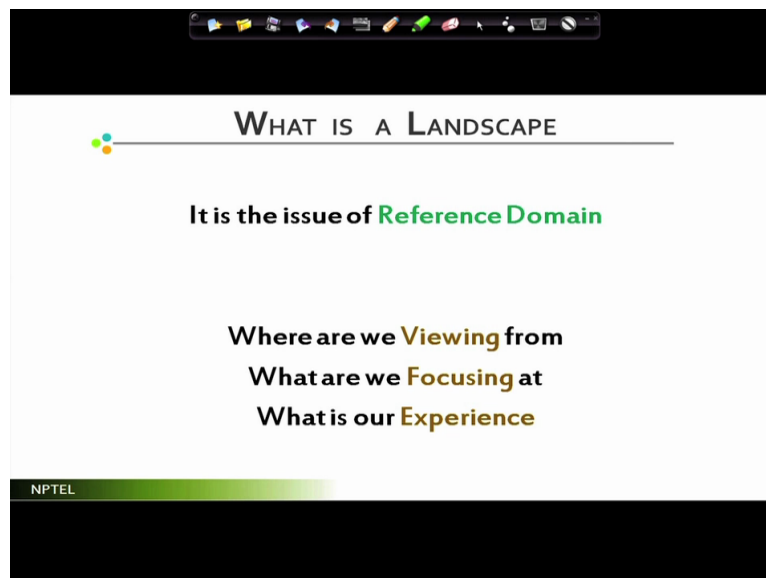 WHAT IS A LANDSCAPE
It is the issue of Reference Domain
Where are we Viewing from
What are we Focusing at
What is our Experience
NPTEL